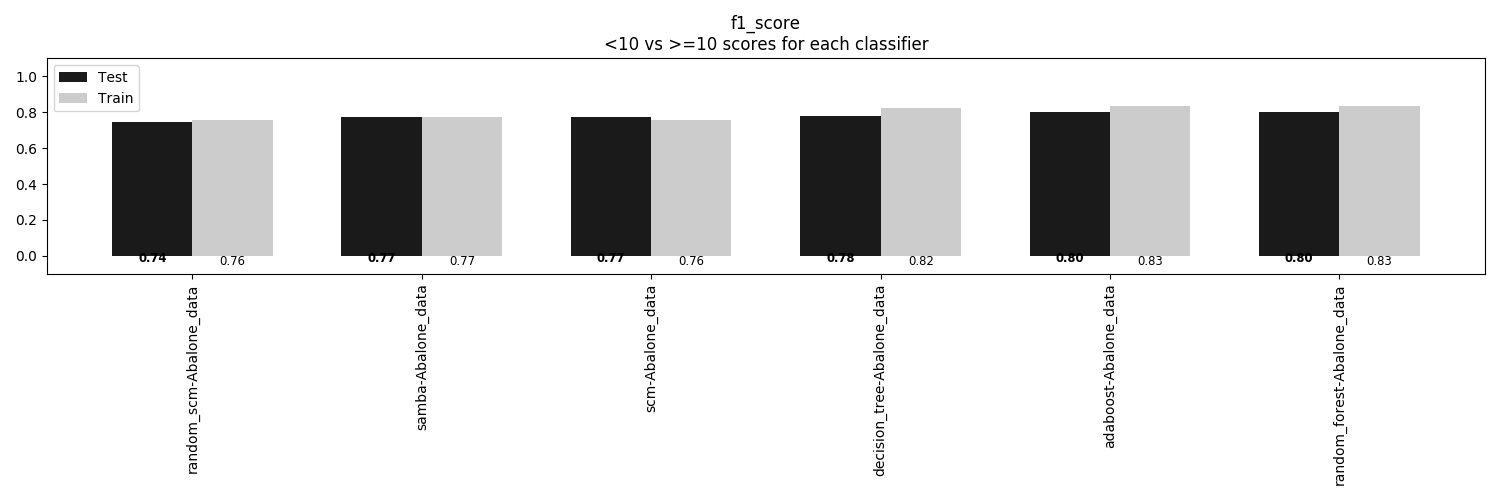 f1_score
<10 vs >=10 scores for each classifier
Test
Train
1.0
0.8
0.6
0.4
0.2
0.0
0.74 0.76 0.77 0.77 0.77 0.76 0.78 0.82 0.80 0.83 0.80 0.83
random_scm-Abalone_data
samba-Abalone_data
scm-Abalone_data
decision_tree-Abalone_data
adaboost-Abalone_data
random_forest-Abalone_data